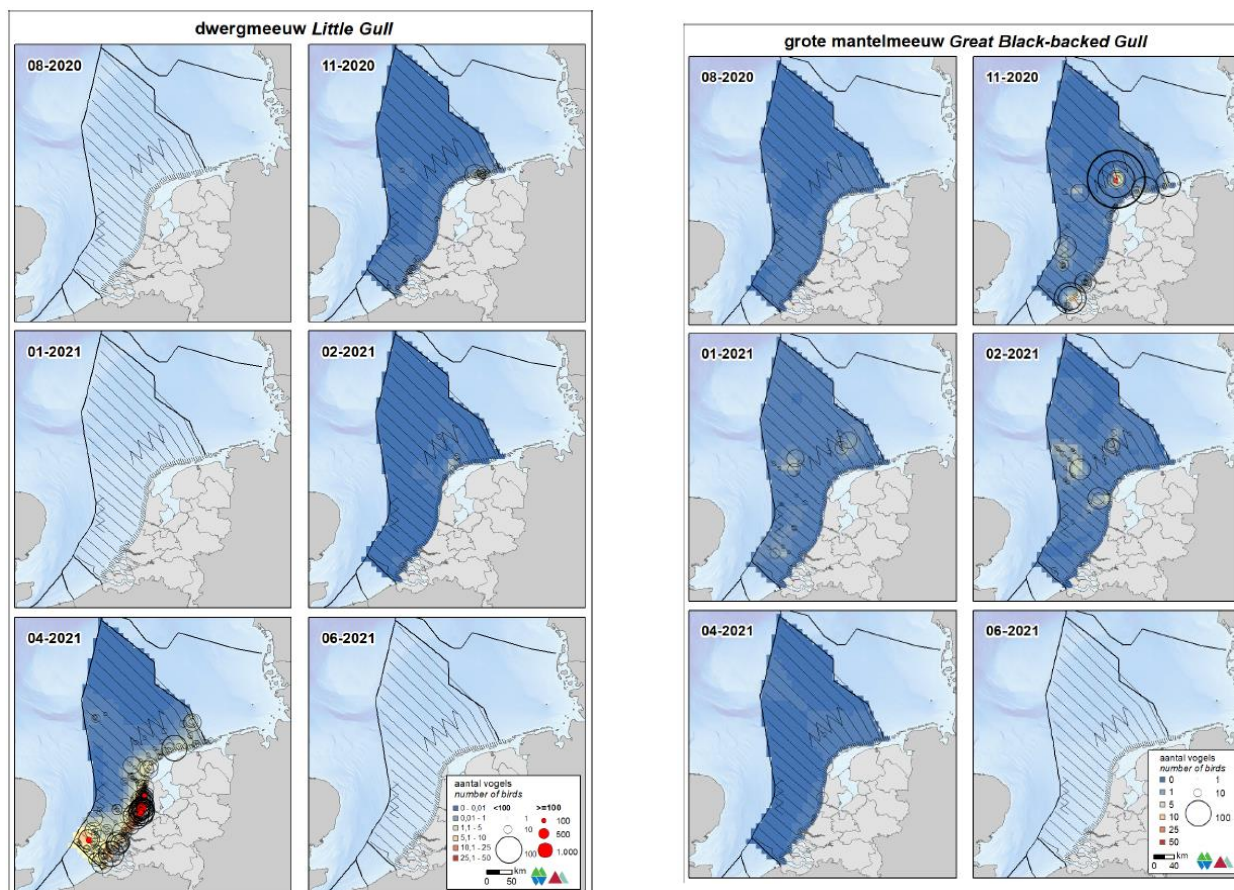 dwergmeeuw Little Gull
08-2020
11-2020
01-2021
02-2021
04-2021
06-2021
aantal vogels
number of birds
<100
>=100
0 - 0,01
0,01 - 1
1,1 - 5
5,1 - 10
10,1 - 25
25,1 - 50
1
10
100
100
500
1.000
km
0 50
grote mantelmeeuw Great Black-backed Gull
08-2020
11-2020
01-2021
02-2021
04-2021
06-2021
aantal vogels
number of birds
0
1
5
10
25
50
1
10
100
km
0 40